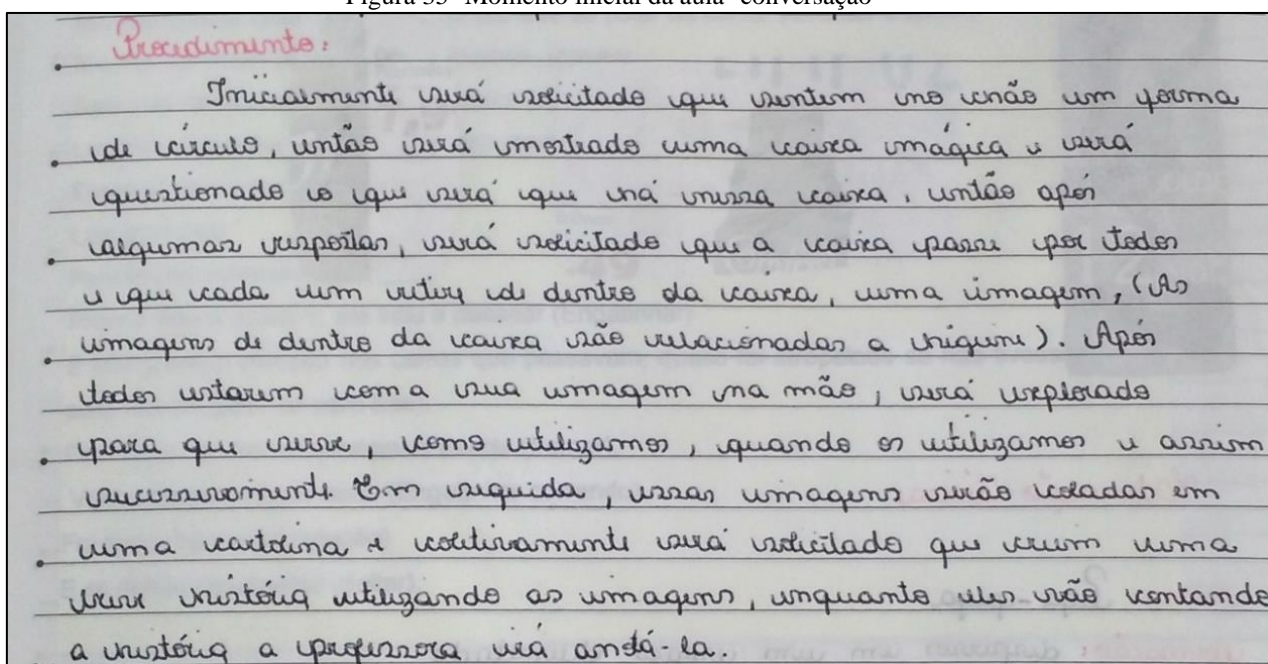 Figura 35- Momento inicial da aula- conversação
Procedimento:
Inicialmente será solicitado que sentem no chão um forma
de círculo, então será mostrado uma caixa mágica e será
questionado o que será que há nessa caixa, então após
algumas respostas, será solicitado que a caixa passe por todos
e que cada um retire de dentro da caixa, uma imagem, (As
imagens de dentro da caixa são relacionadas a higiene). Após
todos estarem com a sua imagem na mão, será explorado
para que serve, como utilizamos, quando os utilizamos e assim
sucessivamente. Em seguida, essas imagens serão coladas em
uma cartolina e coletivamente será solicitado que criem uma
breve história utilizando as imagens, enquanto eles vão contando
a história a professora irá